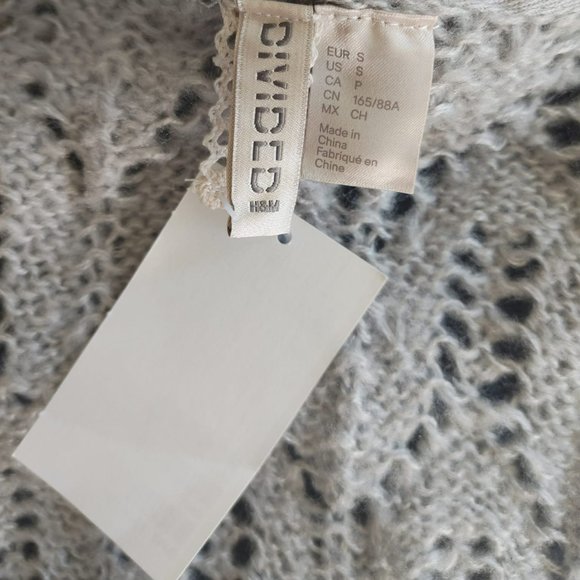 DIVIDED
H&M
EUR S
US S
CA P
CN 165/88A
MX CH
Made in
China
Fabriqué en
Chine